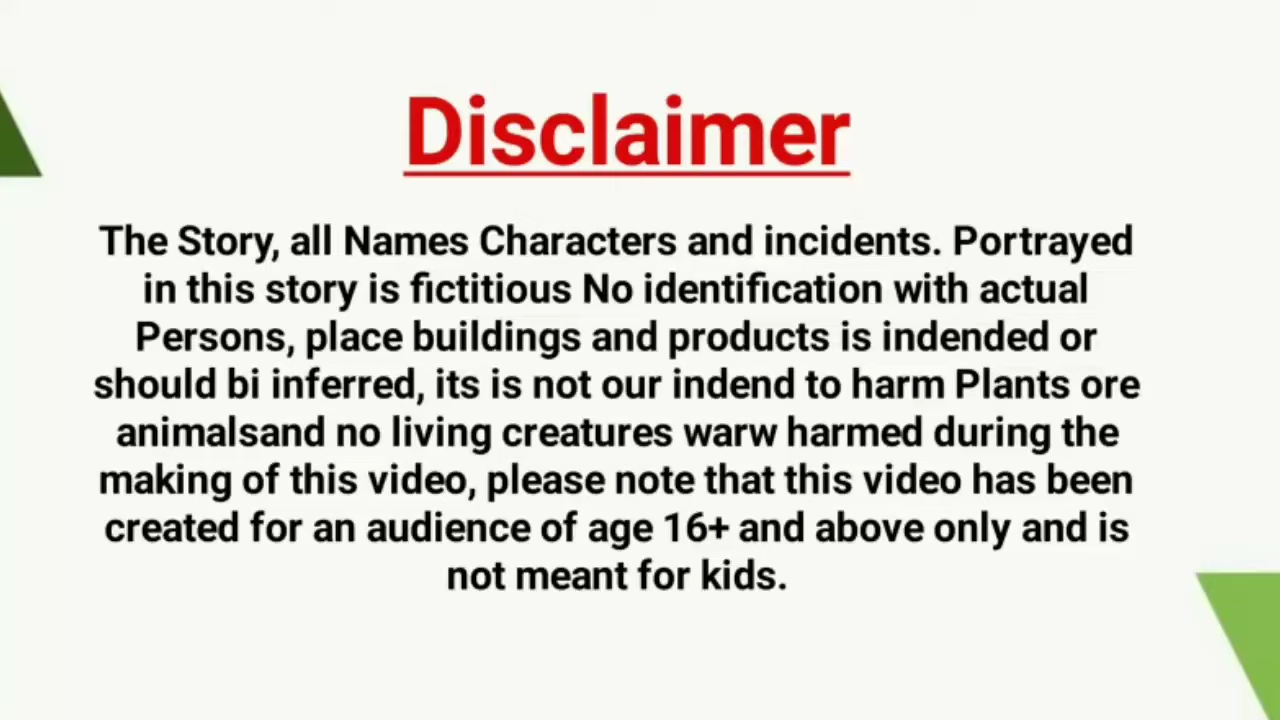 Disclaimer
The Story, all Names Characters and incidents. Portrayed
in this story is fictitious No identification with actual
Persons, place buildings and products is indended or
should bi inferred, its is not our indend to harm Plants ore
animalsand no living creatures warw harmed during the
making of this video, please note that this video has been
created for an audience of age 16+ and above only and is
not meant for kids.